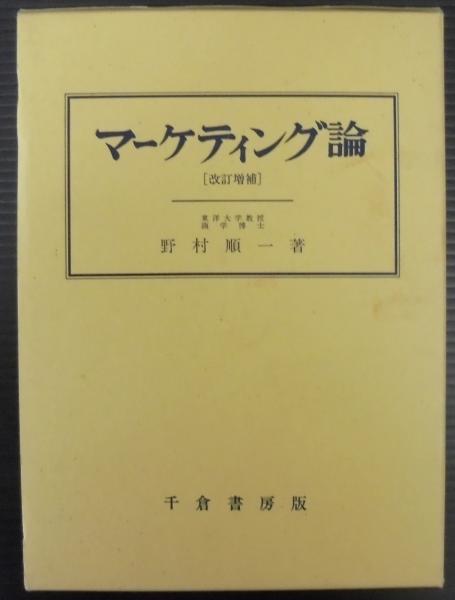 マーケティング論
［改訂増補］
東洋大学教授
商学博士
野村順一著
千倉書房版